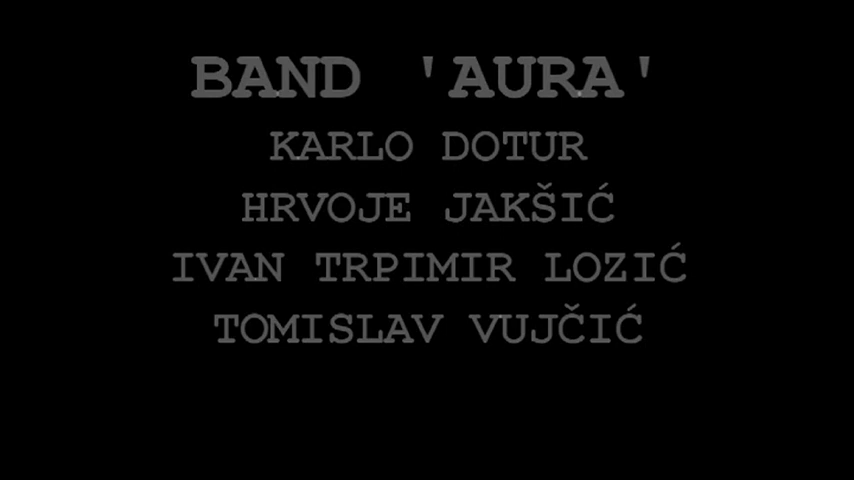 BAND 'AURA'
KARLO DOTUR
HRVOJE JAKŠIĆ
IVAN TRPIMIR LOZIĆ
TOMISLAV VUJČIĆ